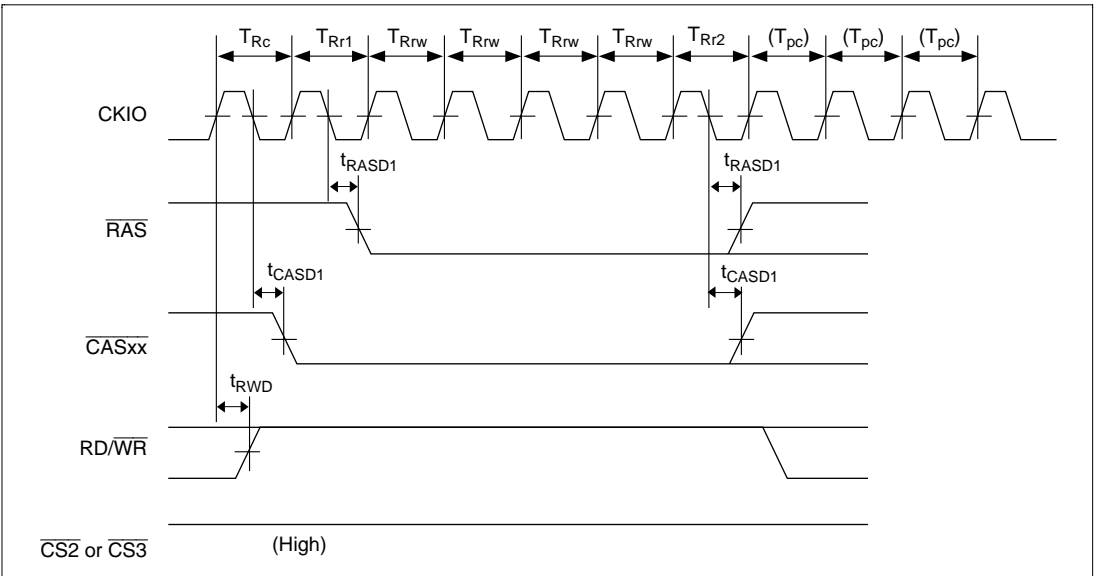 TRc TRr1 TRrw TRrw TRrw TRrw TRr2 (Tpc) (Tpc) (Tpc)
CKIO
tRASD1 tRASD1
RAS
tCASD1 tCASD1
CASxx
tRWD
RD/WR
CS2 or CS3 (High)